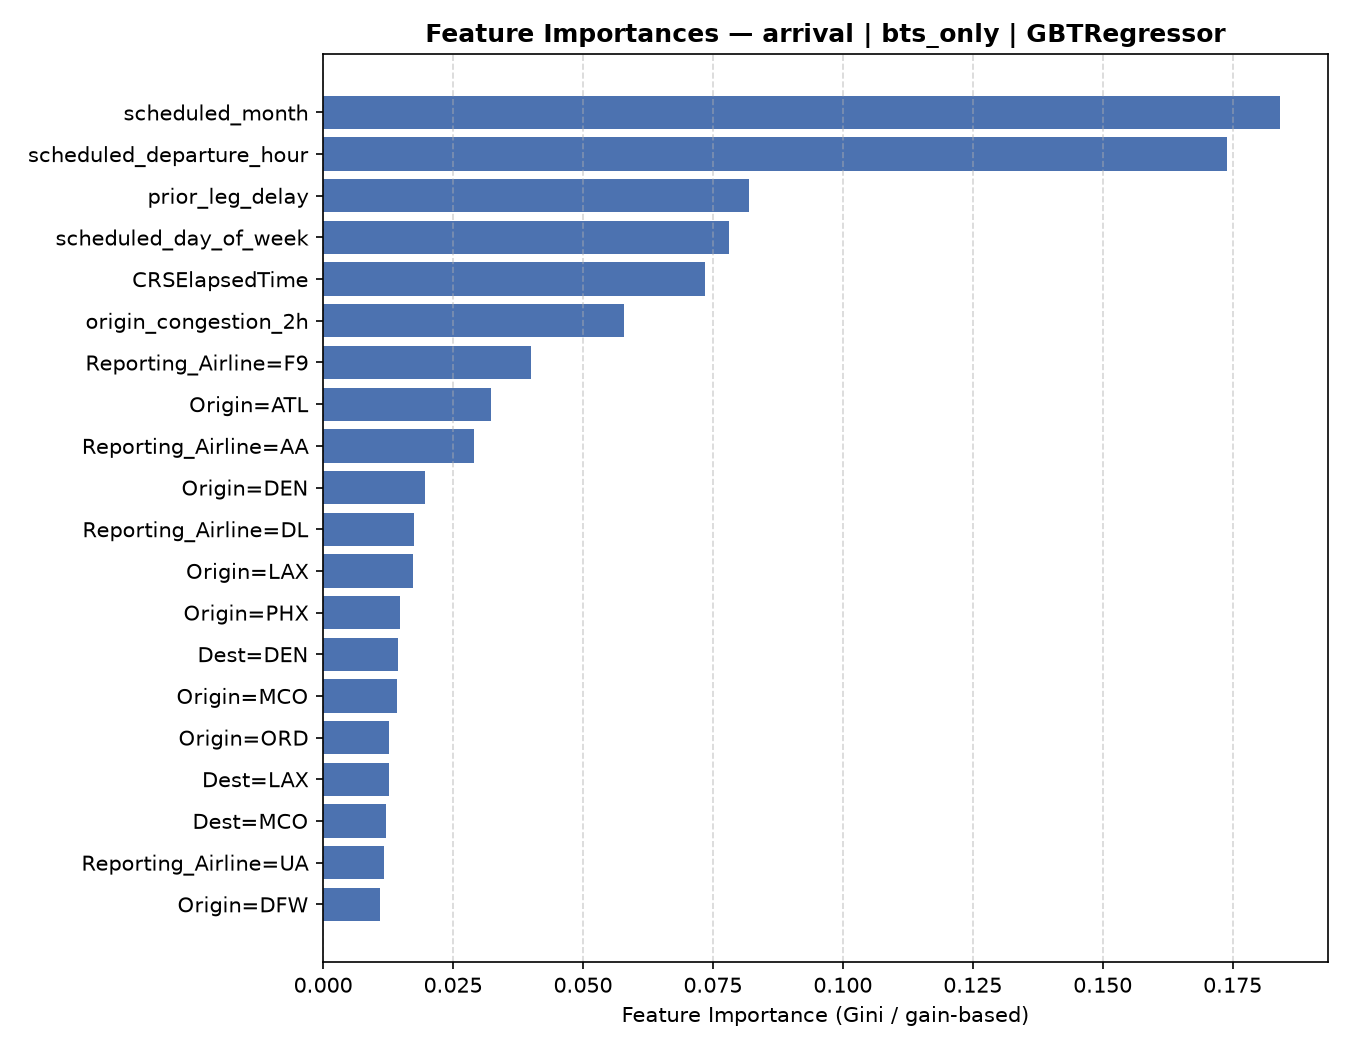 Feature Importances — arrival | bts_only | GBTRegressor
scheduled_month
scheduled_departure_hour
prior_leg_delay
scheduled_day_of_week
CRSElapsedTime
origin_congestion_2h
Reporting_Airline=F9
Origin=ATL
Reporting_Airline=AA
Origin=DEN
Reporting_Airline=DL
Origin=LAX
Origin=PHX
Dest=DEN
Origin=MCO
Origin=ORD
Dest=LAX
Dest=MCO
Reporting_Airline=UA
Origin=DFW
0.000 0.025 0.050 0.075 0.100 0.125 0.150 0.175
Feature Importance (Gini / gain-based)